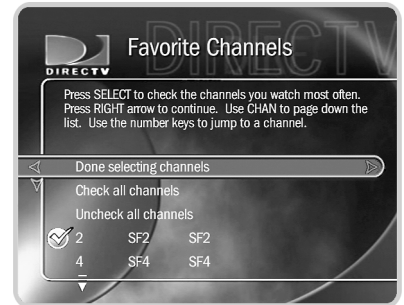 DIRECTV
Favorite Channels
DIRECTV
Press SELECT to check the channels you watch most often.
Press RIGHT arrow to continue. Use CHAN to page down the
list. Use the number keys to jump to a channel.
Done selecting channels
Check all channels
Uncheck all channels
2 SF2 SF2
4 SF4 SF4